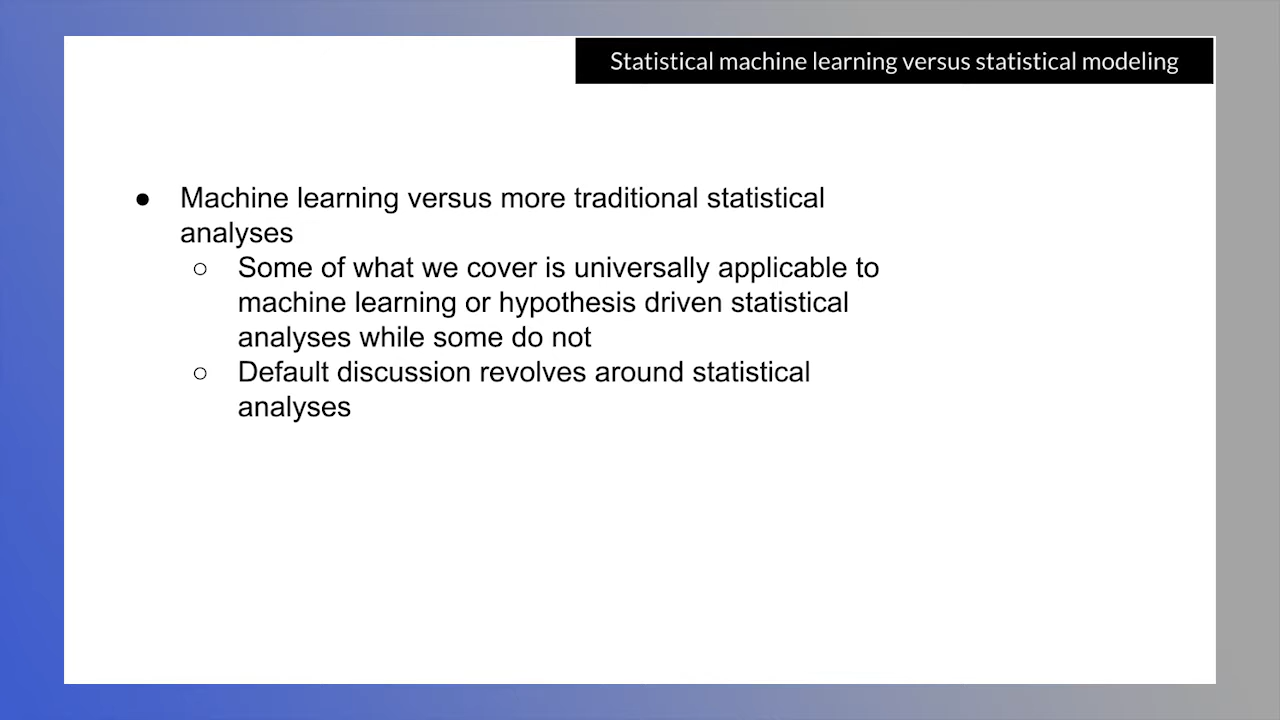 Statistical machine learning versus statistical modeling
● Machine learning versus more traditional statistical
analyses
○ Some of what we cover is universally applicable to
machine learning or hypothesis driven statistical
analyses while some do not
○ Default discussion revolves around statistical
analyses